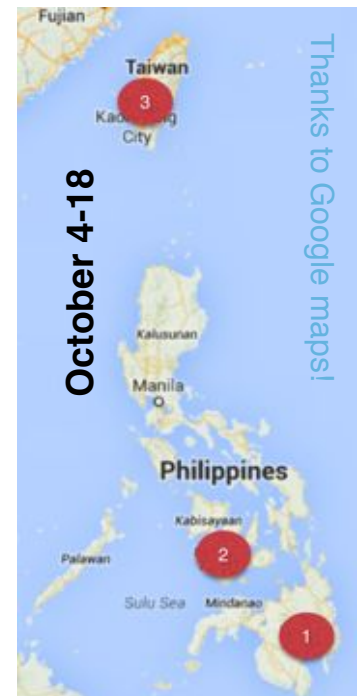 Fujian
Taiwan
3
City
October 4-18
Thanks to Google maps!
Kalusunan
Manila
Philippines
Kabisayaan
2
Palawan
Sulu Sea
Mindanao
1